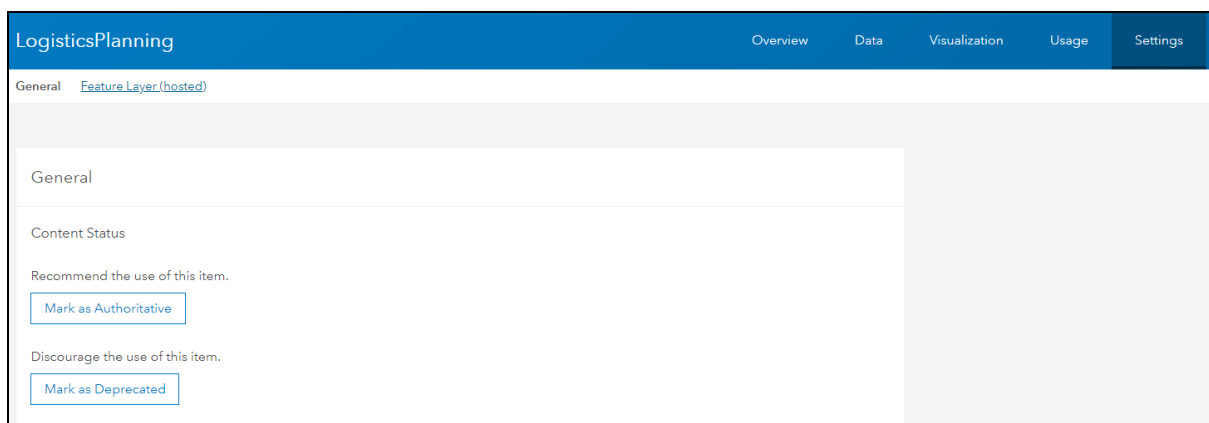 LogisticsPlanning Overview Data Visualization Usage Settings
General Feature Layer (hosted)
General
Content Status
Recommend the use of this item.
Mark as Authoritative
Discourage the use of this item.
Mark as Deprecated